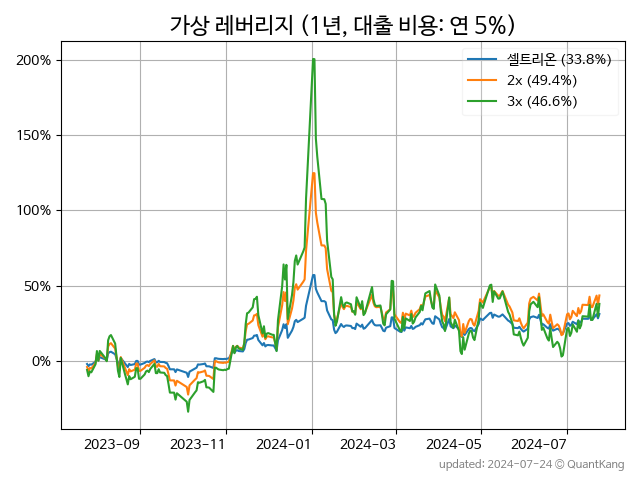 가상 레버리지 (1년, 대출 비용: 연 5%)
200%
150%
100%
50%
0%
셀트리온 (33.8%)
2x (49.4%)
3x (46.6%)
2023-09
2023-11
2024-01
2024-03
2024-05
2024-07
updated: 2024-07-24 © QuantKang